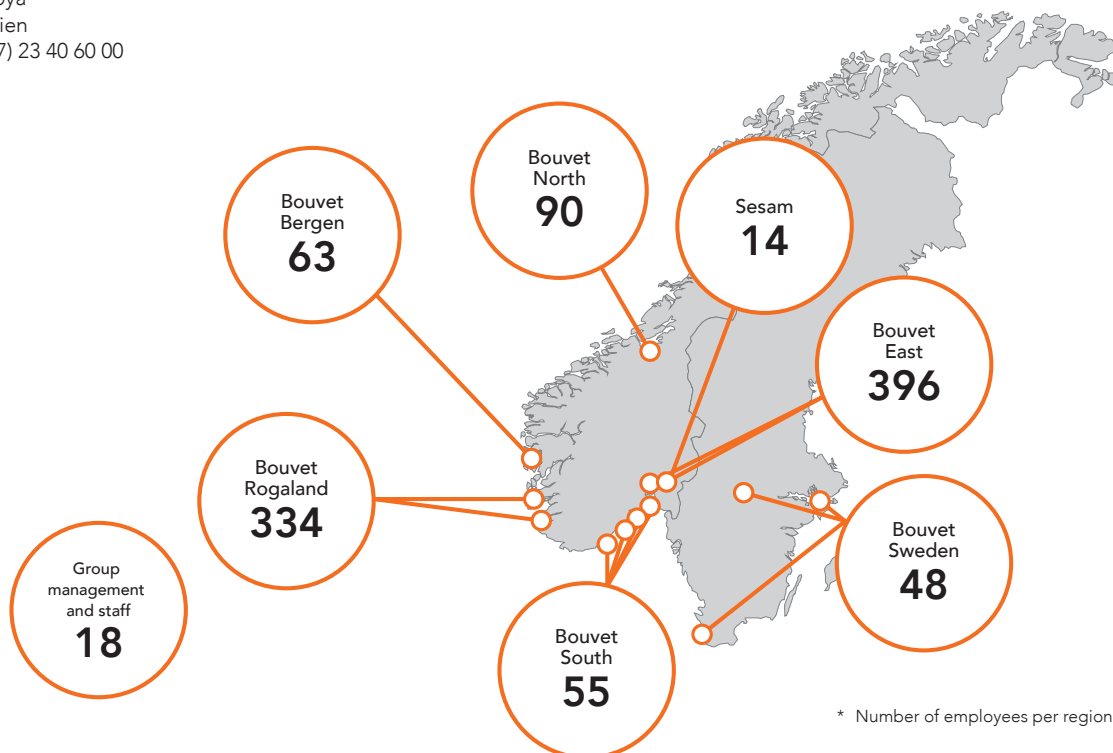 7) 23 40 60 00
Bouvet
North
90
Bouvet
Bergen
63
Sesam
14
Bouvet
East
396
Bouvet
Rogaland
334
Bouvet
Sweden
48
Group
management
and staff
18
Bouvet
South
55
* Number of employees per region